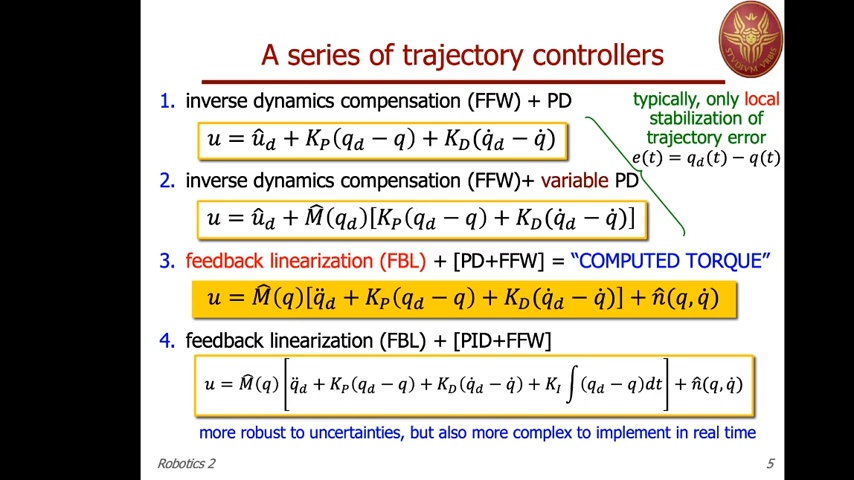 A series of trajectory controllers
STVDIVM VRBIS
1. inverse dynamics compensation (FFW) + PD
u = û_d + K_P(q_d − q) + K_D(q̇_d − q̇)
typically, only local
stabilization of
trajectory error
e(t) = q_d(t) − q(t)
2. inverse dynamics compensation (FFW)+ variable PD
u = û_d + M̂(q_d)[K_P(q_d − q) + K_D(q̇_d − q̇)]
3. feedback linearization (FBL) + [PD+FFW] = “COMPUTED TORQUE”
u = M̂(q)[q̈_d + K_P(q_d − q) + K_D(q̇_d − q̇)] + n̂(q, q̇)
4. feedback linearization (FBL) + [PID+FFW]
u = M̂(q) [q̈_d + K_P(q_d − q) + K_D(q̇_d − q̇) + K_I ∫(q_d − q)dt] + n̂(q, q̇)
more robust to uncertainties, but also more complex to implement in real time
Robotics 2
5